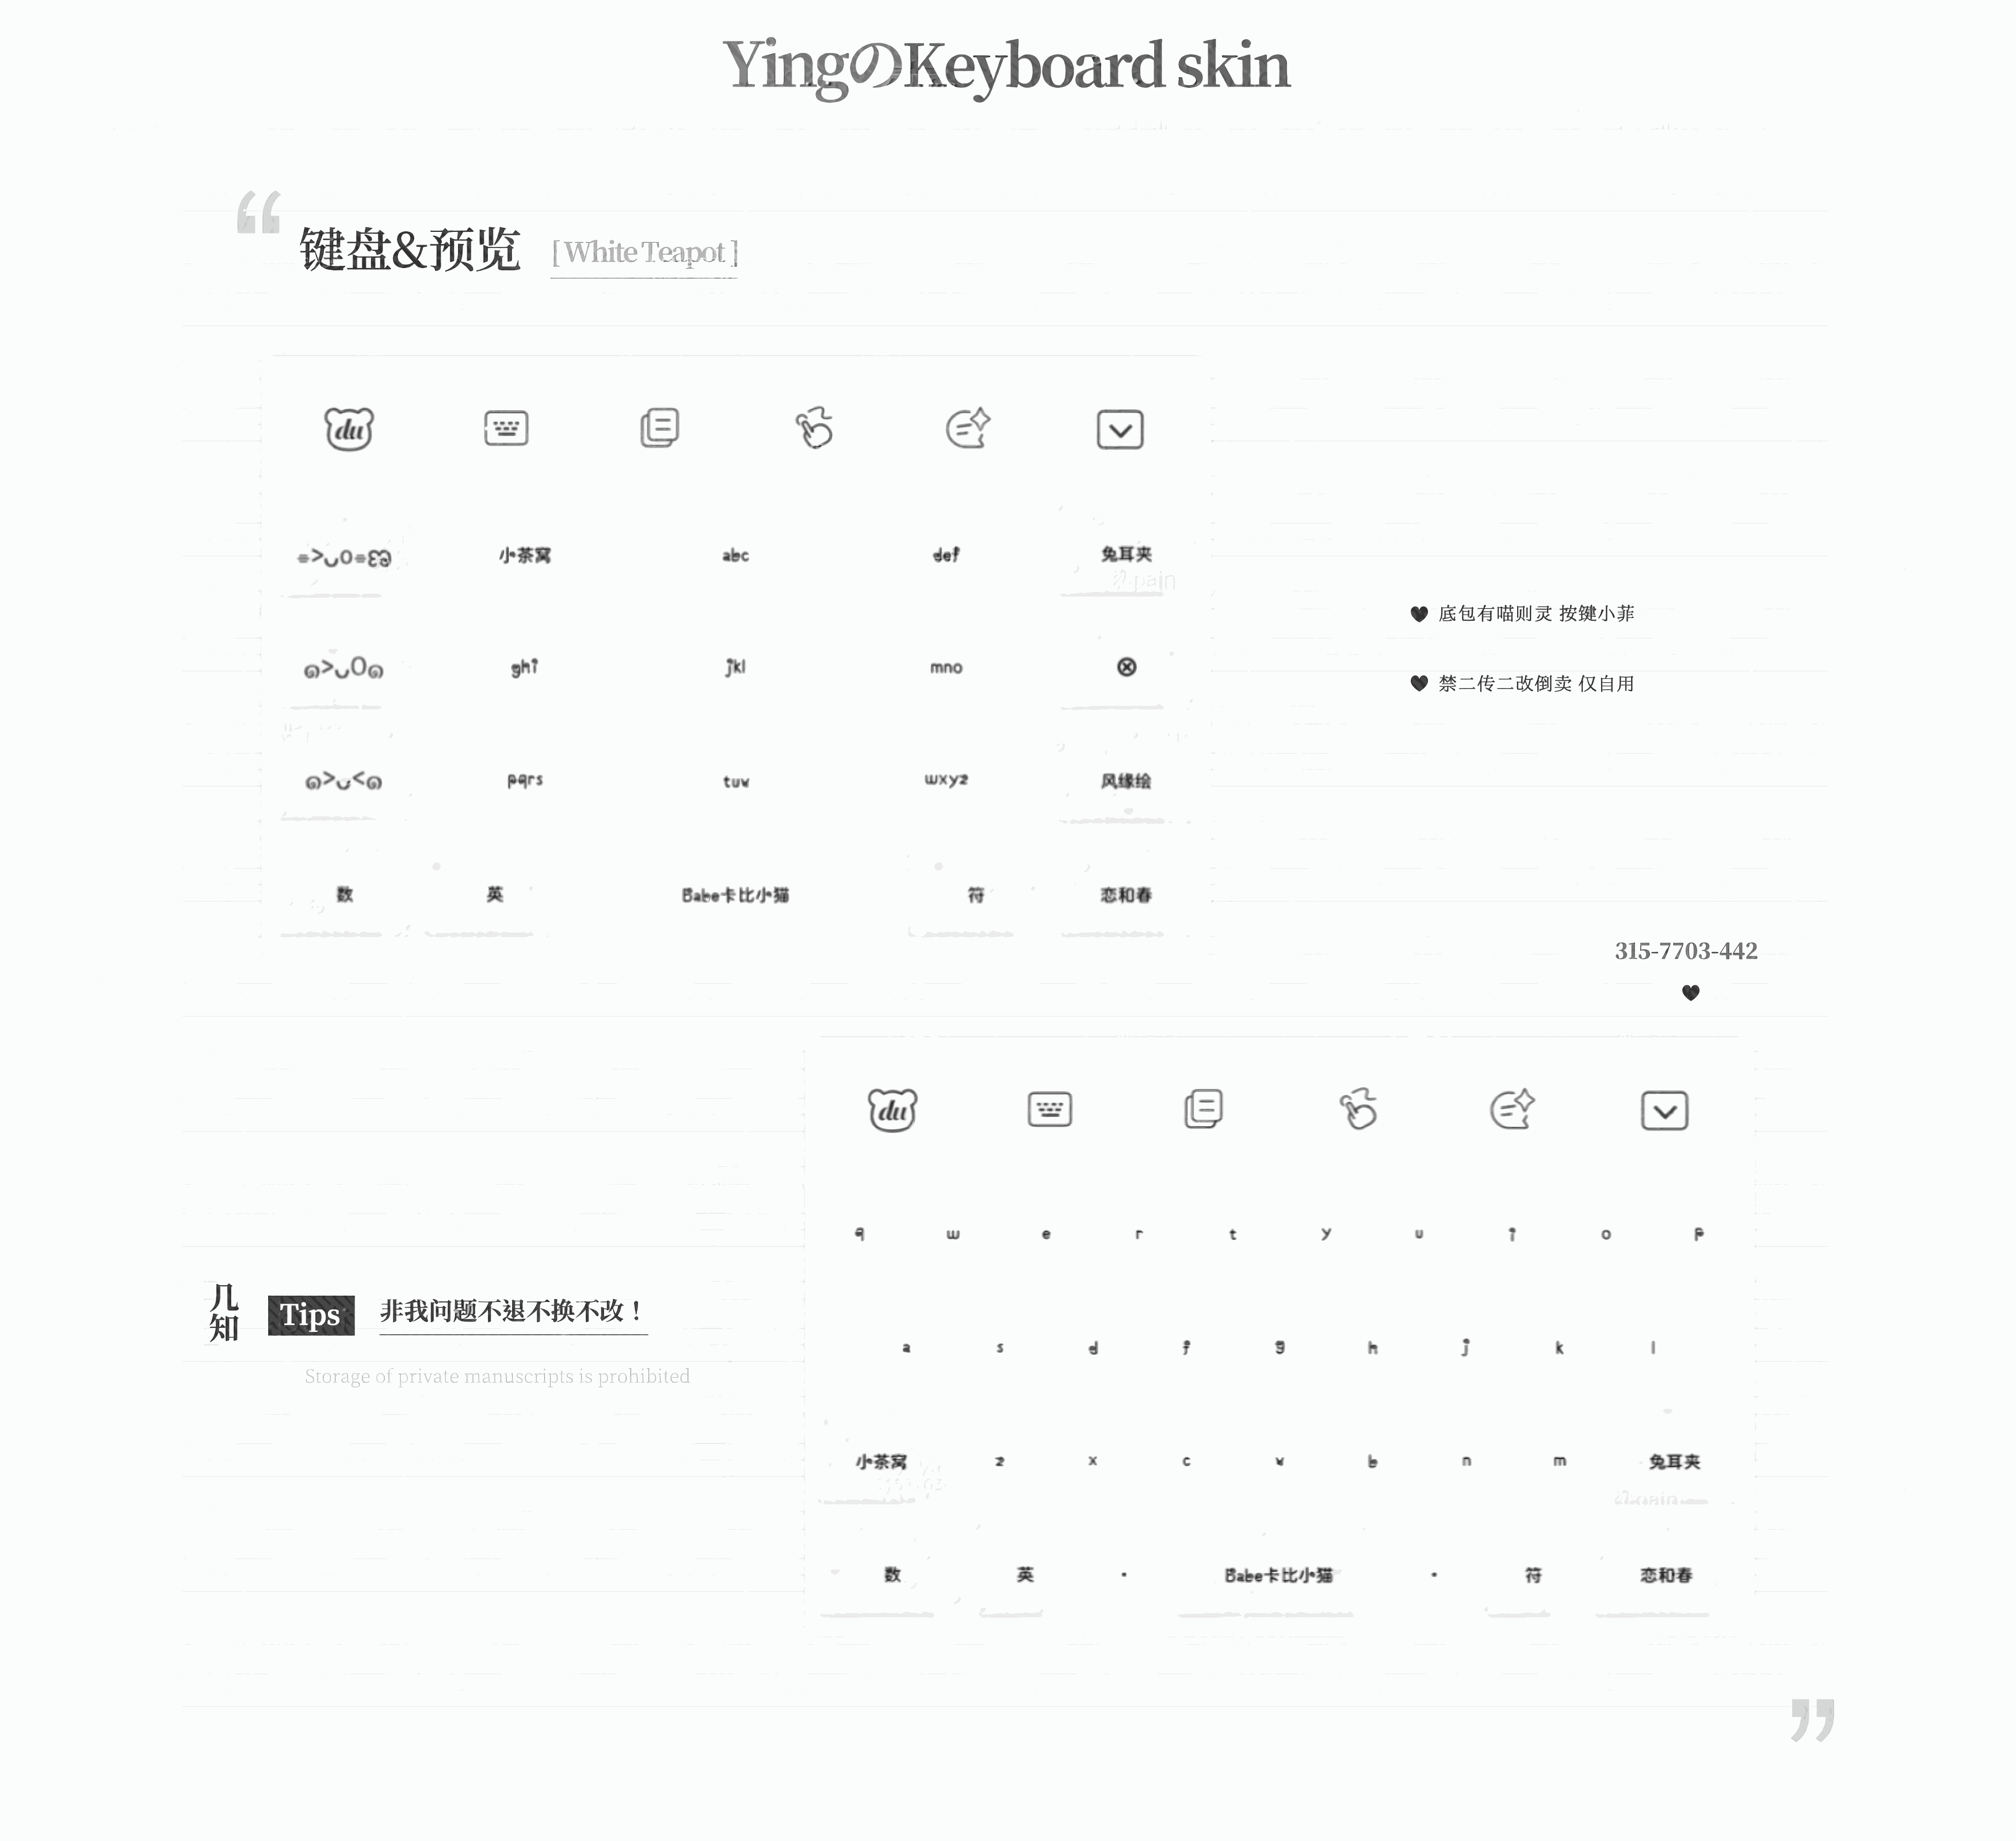 YingのKeyboard skin
“
键盘&预览 [ White Teapot ]
du
小茶窝 abc def 兔耳夹
ghi jkl mno ⊗
pqrs tuv wxyz 风缘绘
数 英 Babe卡比小猫 符 恋和春
♥ 底包有喵则灵 按键小菲
♥ 禁二传二改倒卖 仅自用
315-7703-442
♥
du
q w e r t y u i o p
a s d f g h j k l
小茶窝 z x c v b n m 兔耳夹
数 英 · Babe卡比小猫 · 符 恋和春
几知 Tips 非我问题不退不换不改！
Storage of private manuscripts is prohibited
”